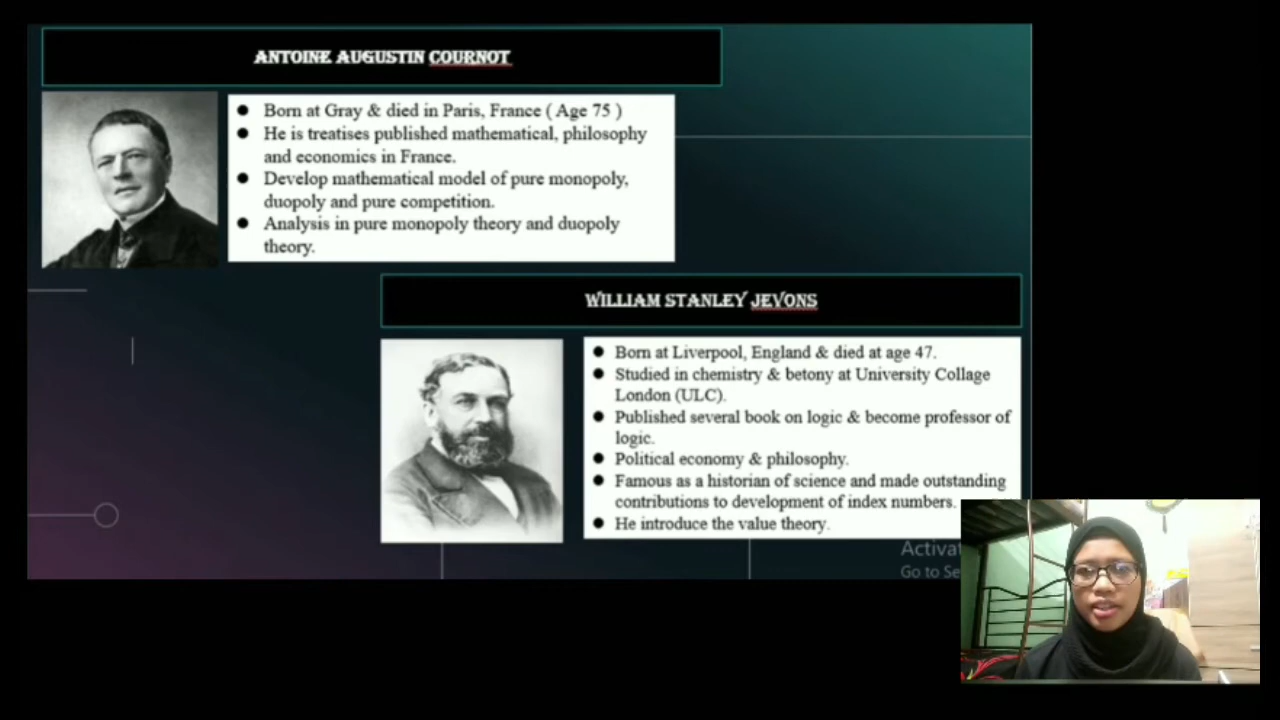 ANTOINE AUGUSTIN COURNOT
● Born at Gray & died in Paris, France ( Age 75 )
● He is treatises published mathematical, philosophy
and economics in France.
● Develop mathematical model of pure monopoly,
duopoly and pure competition.
● Analysis in pure monopoly theory and duopoly
theory.
WILLIAM STANLEY JEVONS
● Born at Liverpool, England & died at age 47.
● Studied in chemistry & betony at University Collage
London (ULC).
● Published several book on logic & become professor of
logic.
● Political economy & philosophy.
● Famous as a historian of science and made outstanding
contributions to development of index numbers.
● He introduce the value theory.
Go to